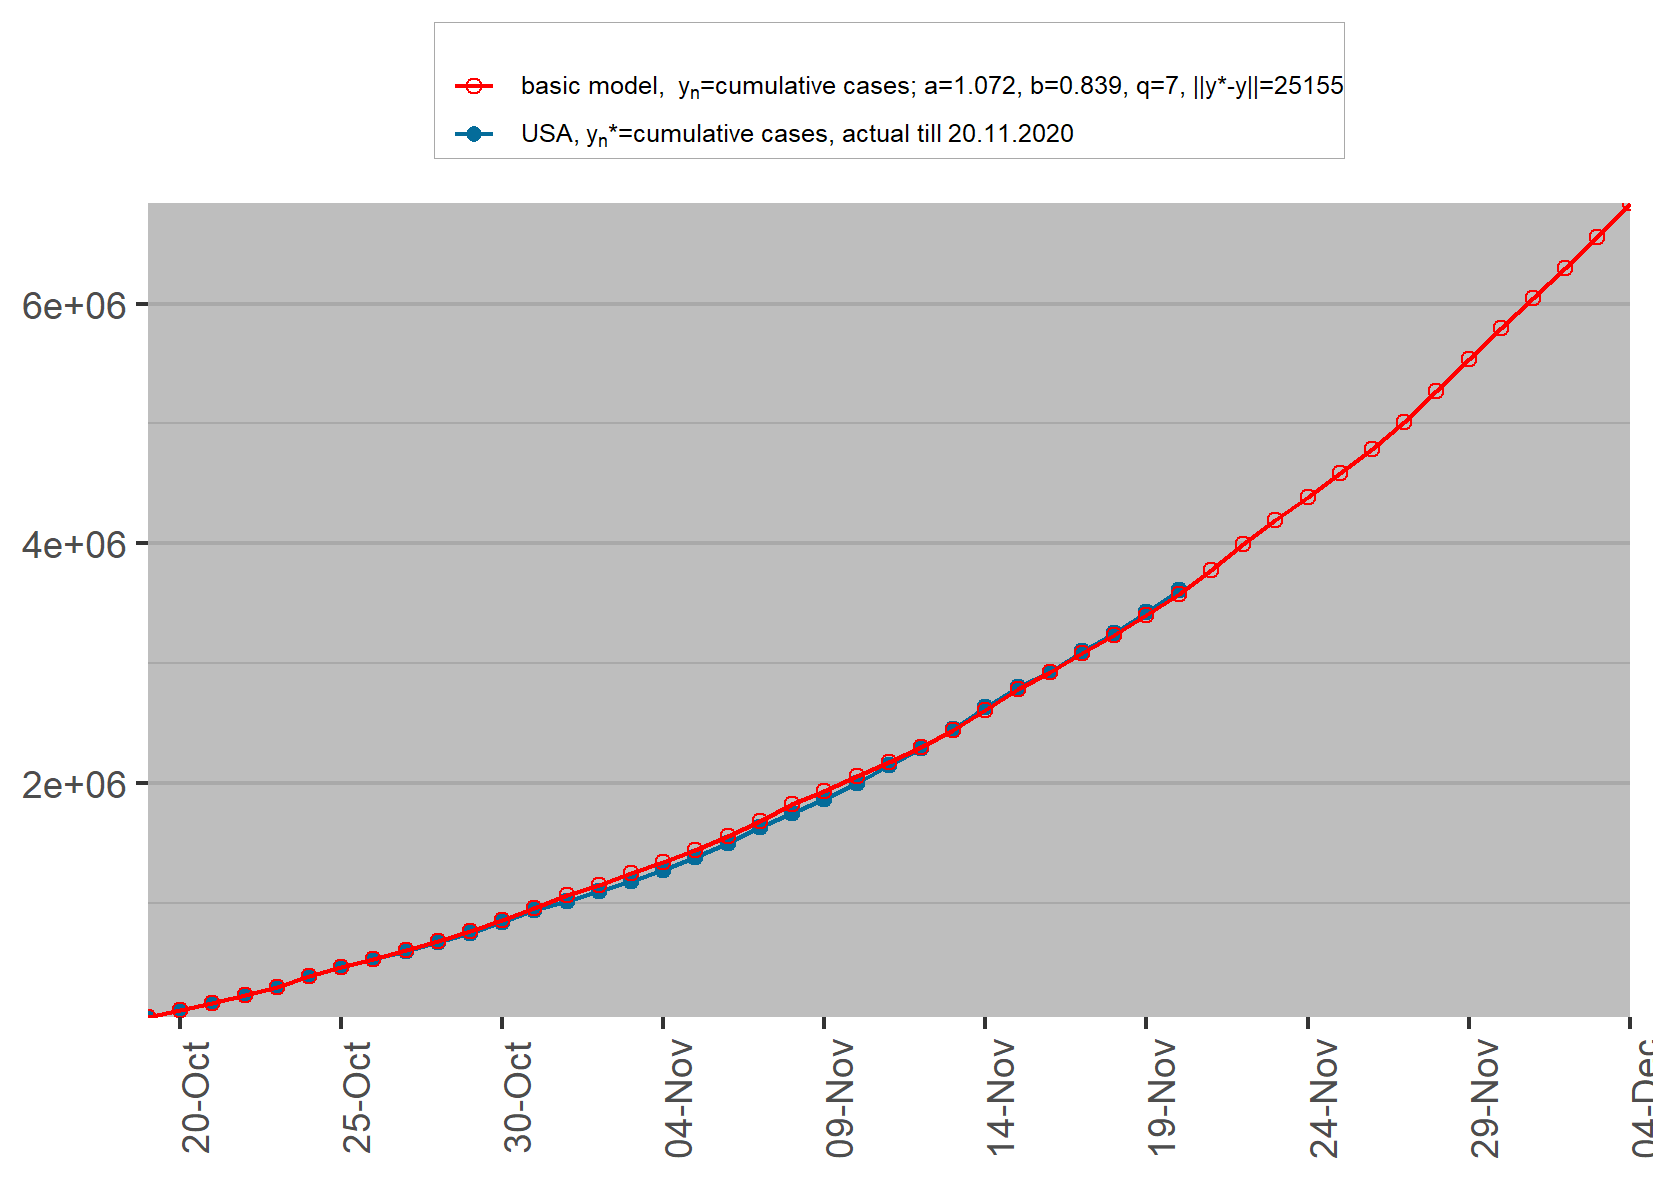 basic model, yₙ=cumulative cases; a=1.072, b=0.839, q=7, ||y*-y||=25155
USA, yₙ*=cumulative cases, actual till 20.11.2020
6e+06
4e+06
2e+06
20-Oct
25-Oct
30-Oct
04-Nov
09-Nov
14-Nov
19-Nov
24-Nov
29-Nov
04-Dec